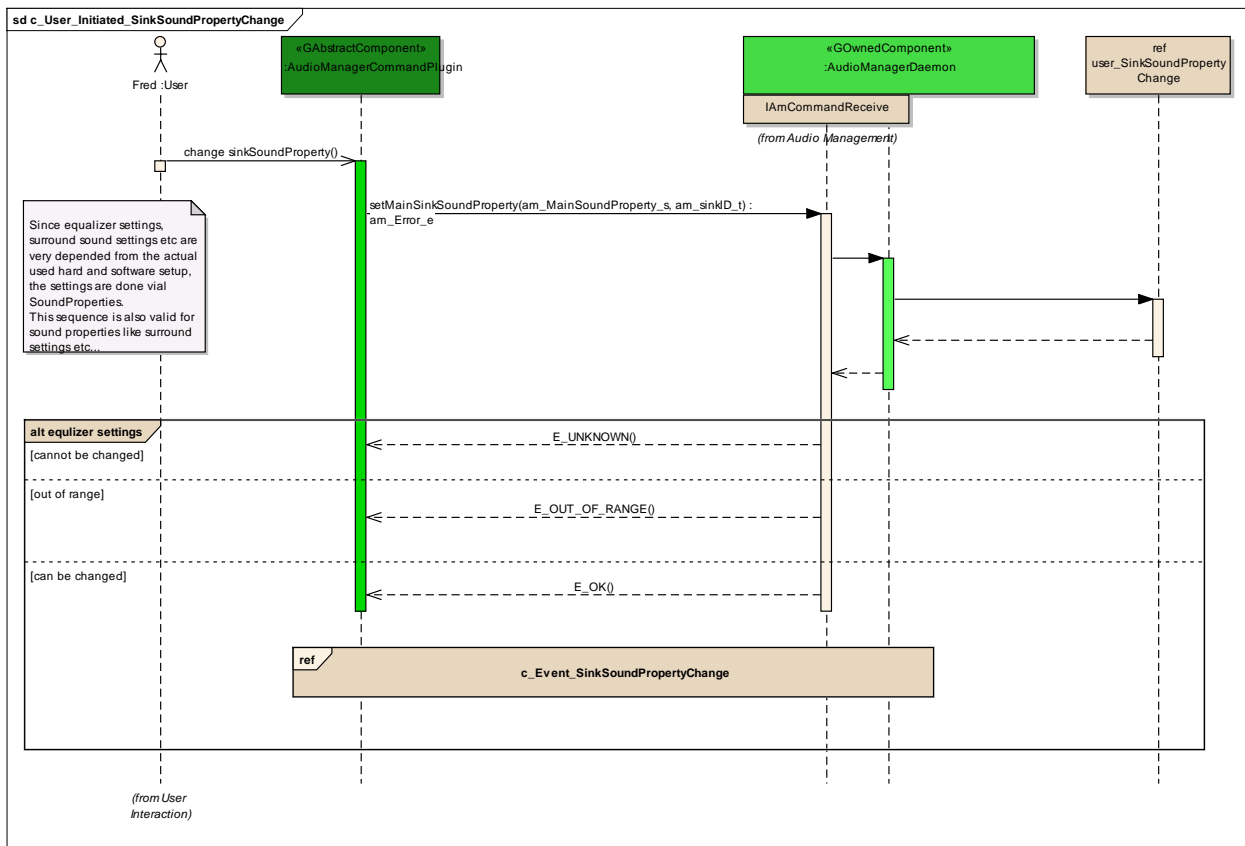 sd c_User_Initiated_SinkSoundPropertyChange
Fred :User
«GAbstractComponent»
:AudioManagerCommandPlugin
«GOwnedComponent»
:AudioManagerDaemon
IAmCommandReceive
(from Audio Management)
ref
user_SinkSoundProperty
Change
change sinkSoundProperty()
setMainSinkSoundProperty(am_MainSoundProperty_s, am_sinkID_t) :
am_Error_e
Since equalizer settings,
surround sound settings etc are
very depended from the actual
used hard and software setup,
the settings are done vial
SoundProperties.
This sequence is also valid for
sound properties like surround
settings etc...
alt equlizer settings
[cannot be changed]
E_UNKNOWN()
[out of range]
E_OUT_OF_RANGE()
[can be changed]
E_OK()
ref
c_Event_SinkSoundPropertyChange
(from User
Interaction)